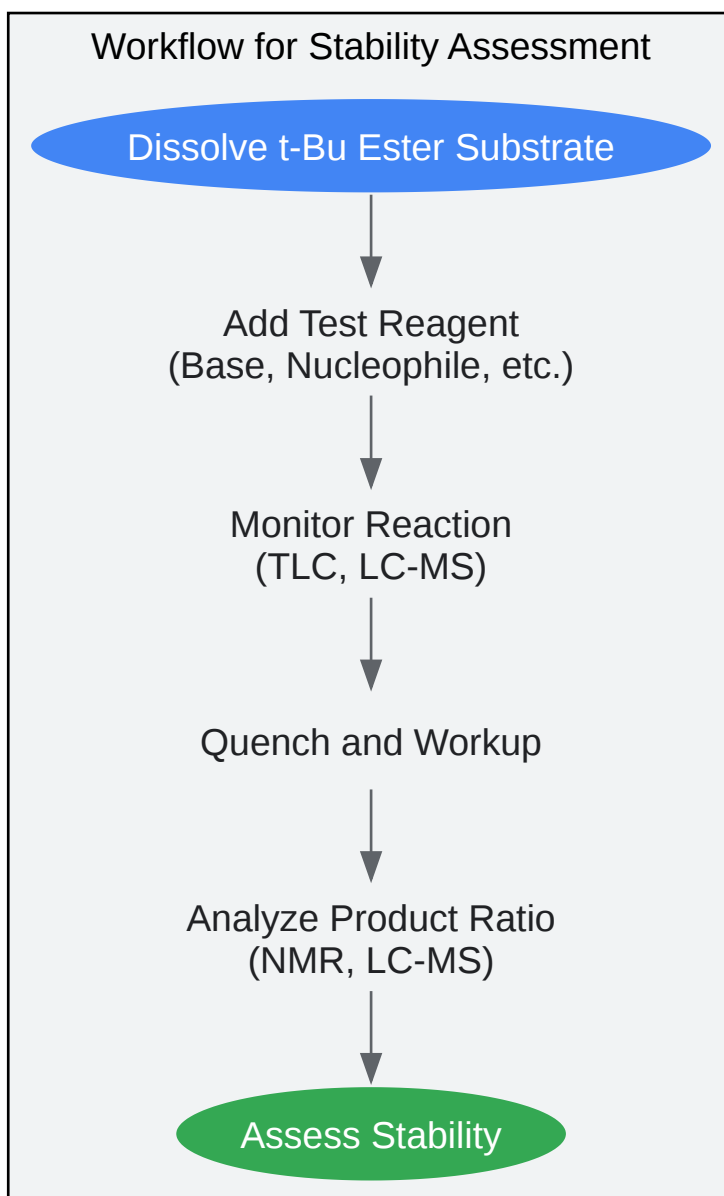 Workflow for Stability Assessment
Dissolve t-Bu Ester Substrate
Add Test Reagent
(Base, Nucleophile, etc.)
Monitor Reaction
(TLC, LC-MS)
Quench and Workup
Analyze Product Ratio
(NMR, LC-MS)
Assess Stability